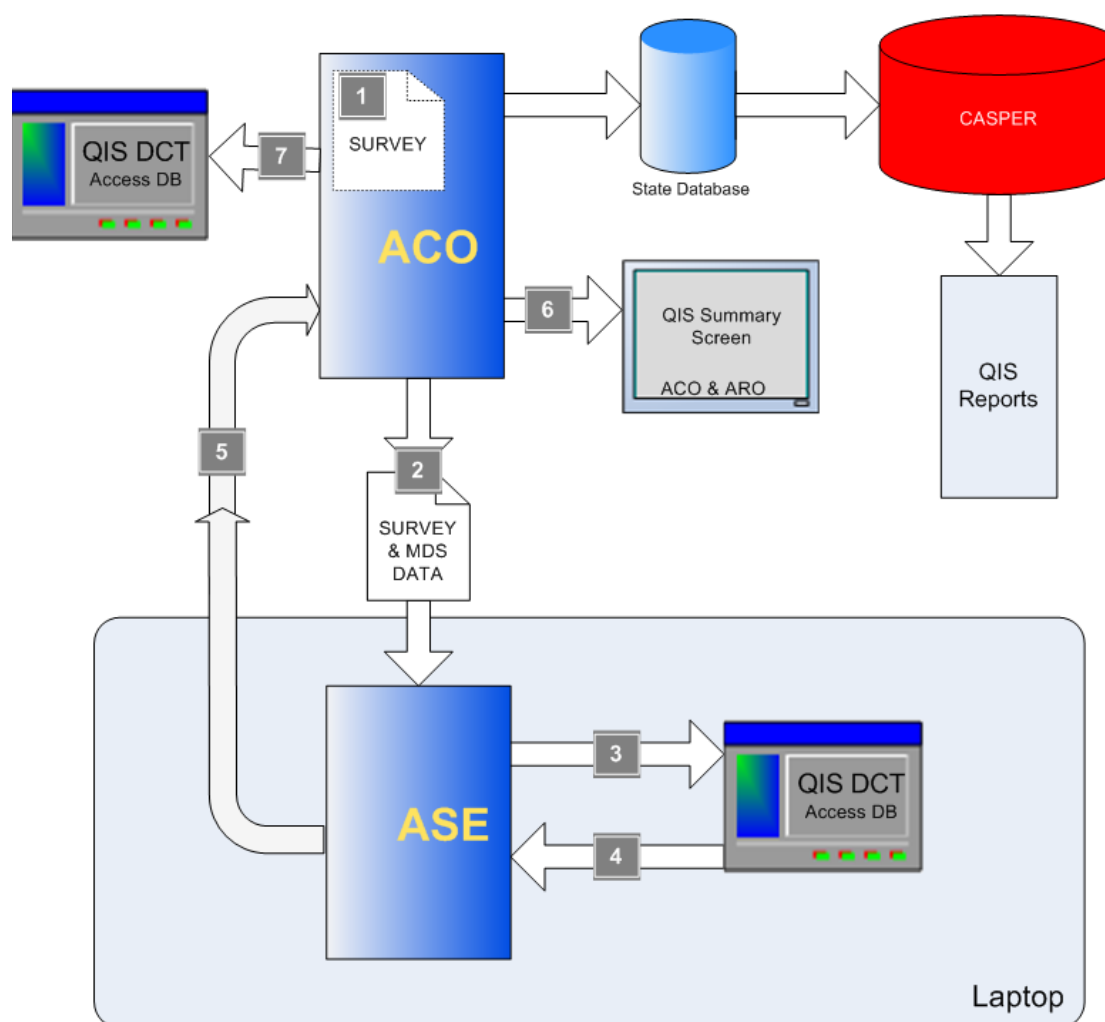 1
SURVEY
ACO
QIS DCT
Access DB
7
State Database
CASPER
6
QIS Summary
Screen
ACO & ARO
QIS
Reports
5
2
SURVEY
& MDS
DATA
ASE
3
4
QIS DCT
Access DB
Laptop